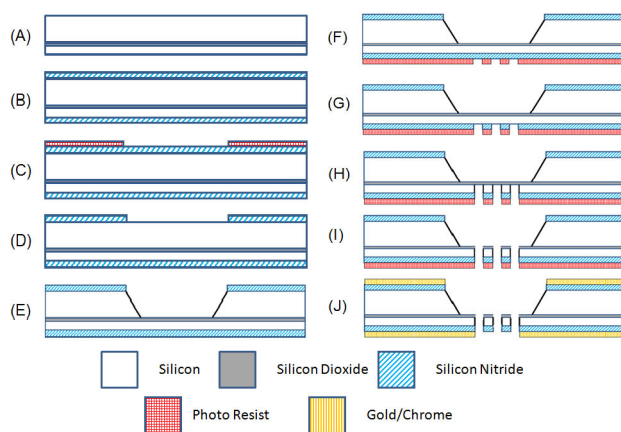 (A)
(B)
(C)
(D)
(E)
(F)
(G)
(H)
(I)
(J)
Silicon
Silicon Dioxide
Silicon Nitride
Photo Resist
Gold/Chrome